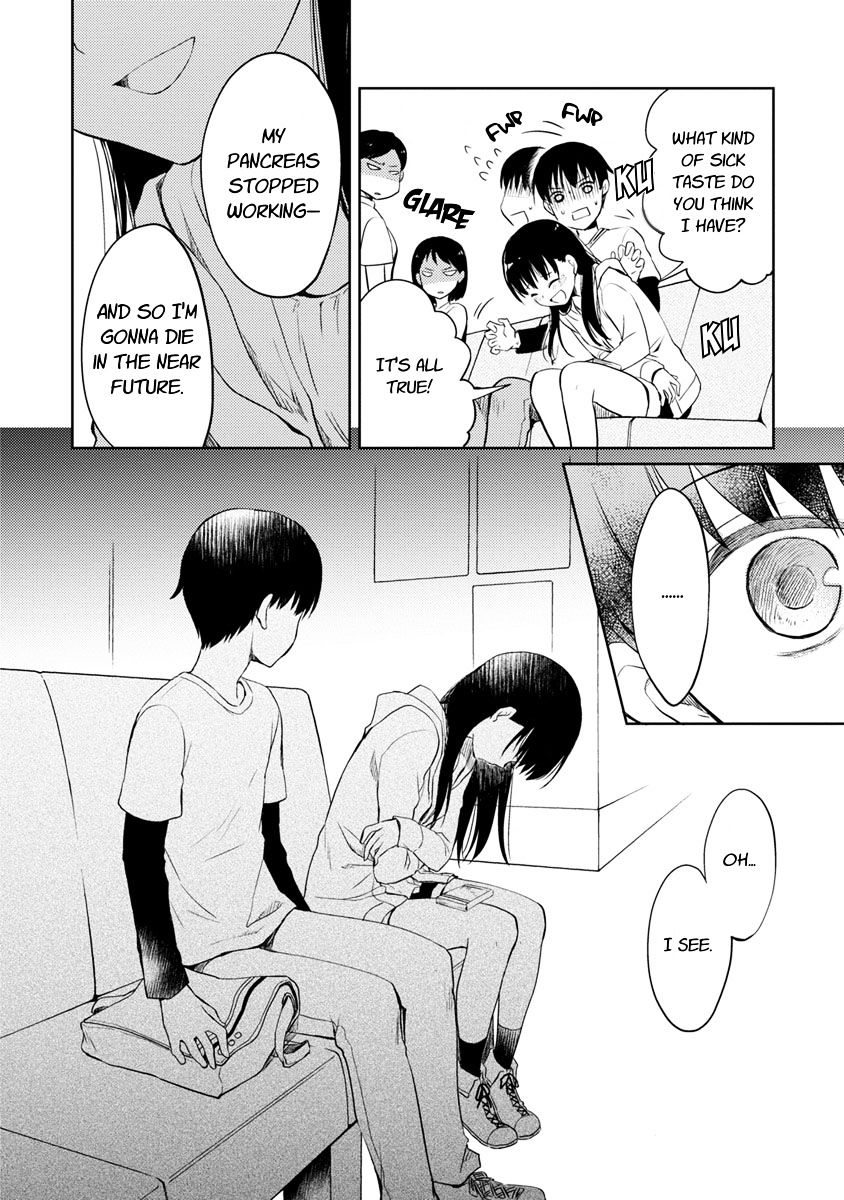 WHAT KIND
OF SICK
TASTE DO
YOU THINK
I HAVE?
FWP
FWP
KU
GLARE
KU
IT'S ALL
TRUE!
MY
PANCREAS
STOPPED
WORKING—
AND SO I'M
GONNA DIE
IN THE NEAR
FUTURE.
.......
OH...
I SEE.